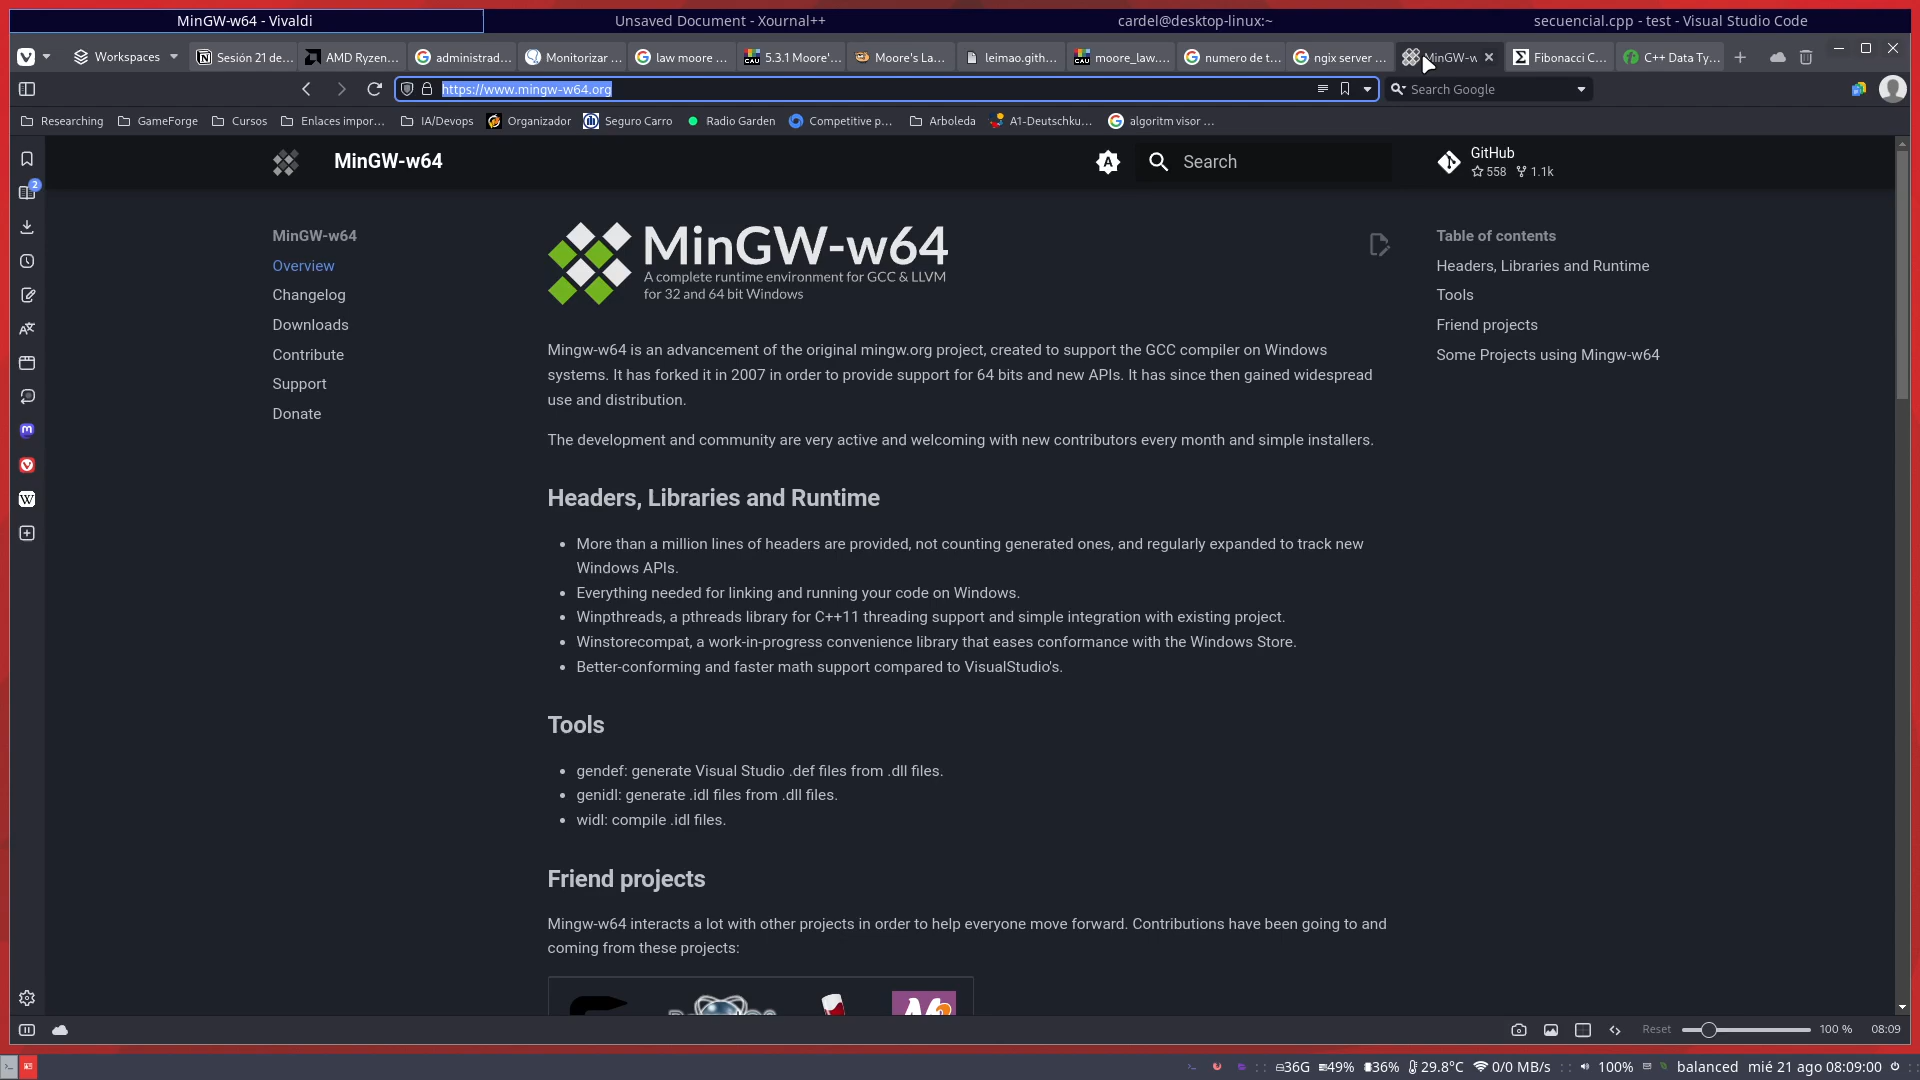 MinGW-w64 - Vivaldi
Unsaved Document - Xournal++
cardel@desktop-linux:~
secuencial.cpp - test - Visual Studio Code
Workspaces
Sesión 21 de...
AMD Ryzen...
administrad...
Monitorizar ...
law moore ...
5.3.1 Moore'...
Moore's La...
leimao.gith...
moore_law....
numero de t...
ngix server ...
MinGW-w
Fibonacci C...
C++ Data Ty...
https://www.mingw-w64.org
Search Google
Researching
GameForge
Cursos
Enlaces impor...
IA/Devops
Organizador
Seguro Carro
Radio Garden
Competitive p...
Arboleda
A1-Deutschku...
algoritm visor ...
MinGW-w64
Search
GitHub
558 1.1k
2
MinGW-w64
Overview
Changelog
Downloads
Contribute
Support
Donate
MinGW-w64
A complete runtime environment for GCC & LLVM
for 32 and 64 bit Windows
Mingw-w64 is an advancement of the original mingw.org project, created to support the GCC compiler on Windows
systems. It has forked it in 2007 in order to provide support for 64 bits and new APIs. It has since then gained widespread
use and distribution.
The development and community are very active and welcoming with new contributors every month and simple installers.
Headers, Libraries and Runtime
• More than a million lines of headers are provided, not counting generated ones, and regularly expanded to track new
Windows APIs.
• Everything needed for linking and running your code on Windows.
• Winpthreads, a pthreads library for C++11 threading support and simple integration with existing project.
• Winstorecompat, a work-in-progress convenience library that eases conformance with the Windows Store.
• Better-conforming and faster math support compared to VisualStudio's.
Tools
• gendef: generate Visual Studio .def files from .dll files.
• genidl: generate .idl files from .dll files.
• widl: compile .idl files.
Friend projects
Mingw-w64 interacts a lot with other projects in order to help everyone move forward. Contributions have been going to and
coming from these projects:
Table of contents
Headers, Libraries and Runtime
Tools
Friend projects
Some Projects using Mingw-w64
Reset
100 %
08:09
36G
49%
36%
29.8°C
0/0 MB/s
100%
balanced
mié 21 ago 08:09:00